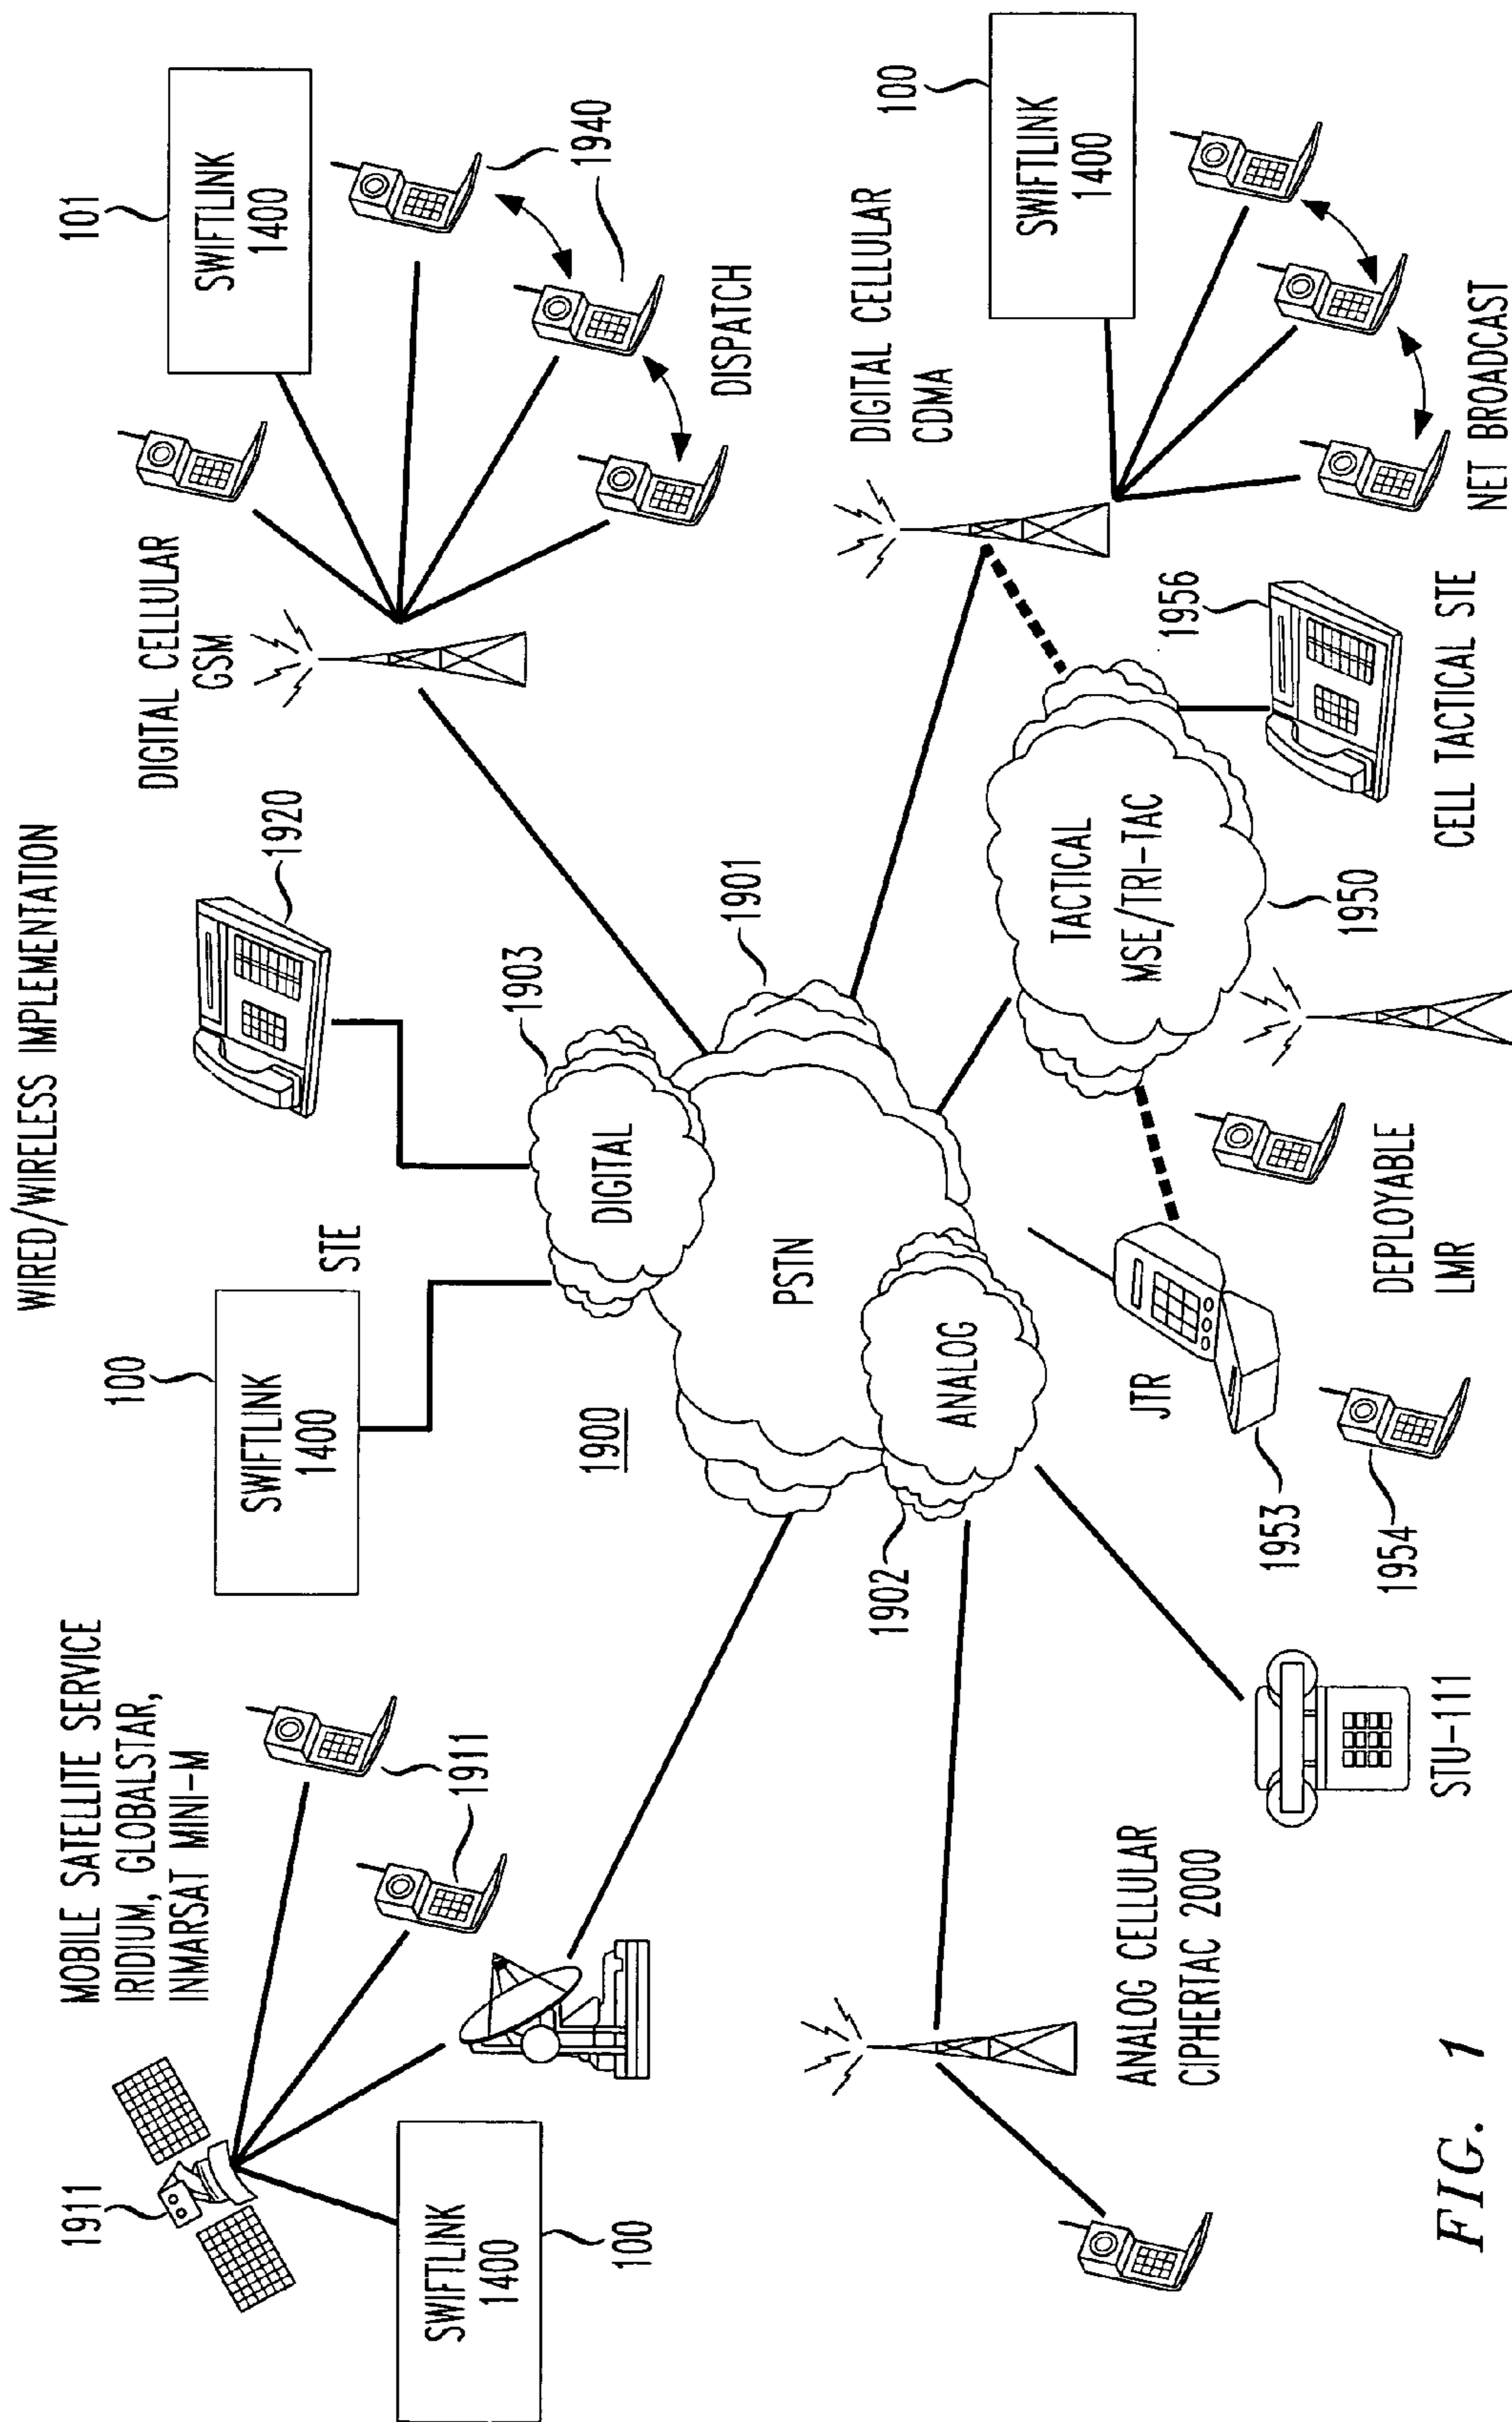 WIRED/WIRELESS IMPLEMENTATION
MOBILE SATELLITE SERVICE
IRIDIUM, GLOBALSTAR,
INMARSAT MINI-M
1911
1911
SWIFTLINK
1400
100
SWIFTLINK
1400
100
STE
1920
DIGITAL CELLULAR
GSM
SWIFTLINK
1400
101
1940
DISPATCH
1900
DIGITAL
1903
PSTN
1901
ANALOG
1902
DIGITAL CELLULAR
CDMA
SWIFTLINK
1400
100
NET BROADCAST
TACTICAL
MSE/TRI-TAC
1950
1956
CELL TACTICAL STE
ANALOG CELLULAR
CIPHERTAC 2000
STU-111
JTR
1953
1954
DEPLOYABLE
LMR
FIG. 1